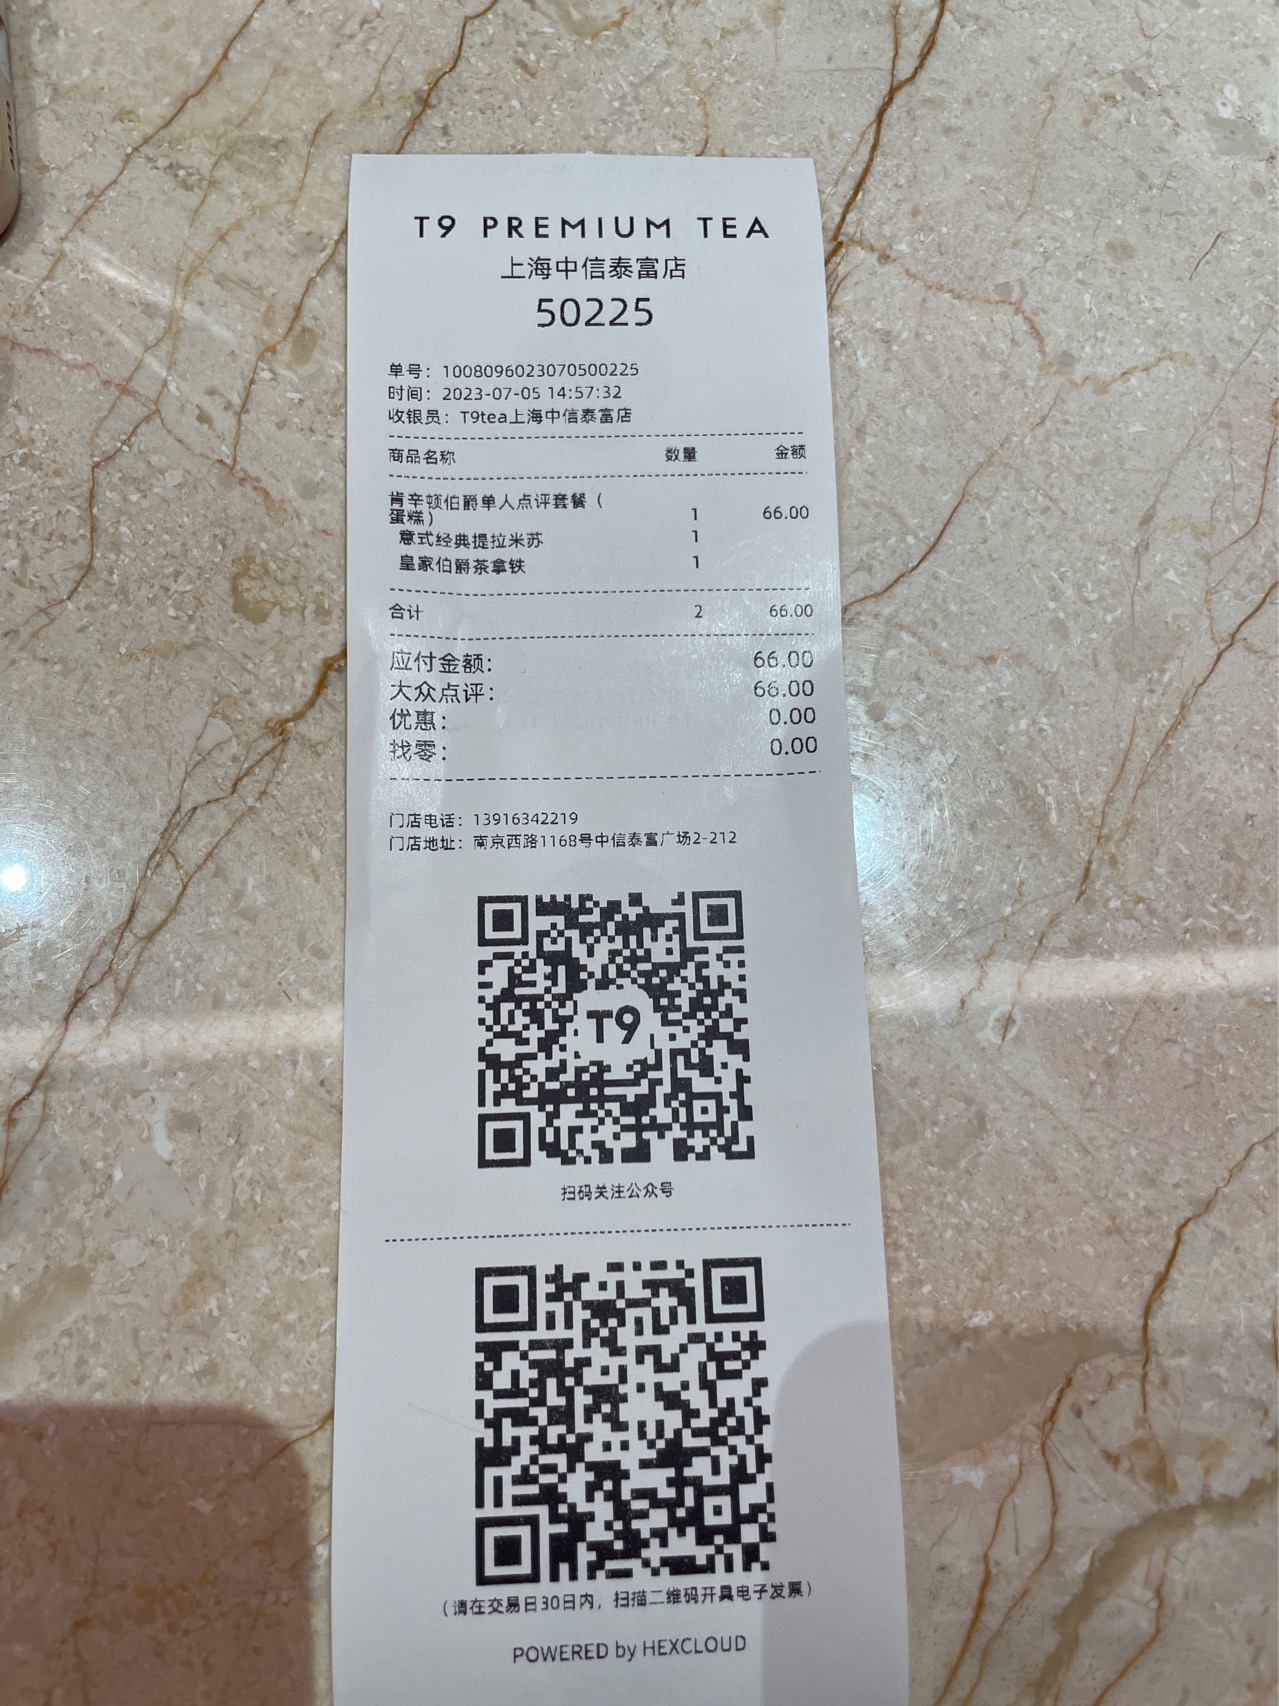 T9 PREMIUM TEA
上海中信泰富店
50225
单号：1008096023070500225
时间：2023-07-05 14:57:32
收银员：T9tea上海中信泰富店
商品名称 数量 金额
肯辛顿伯爵单人点评套餐（
蛋糕） 1 66.00
意式经典提拉米苏 1
皇家伯爵茶拿铁 1
合计 2 66.00
应付金额： 66.00
大众点评： 66.00
优惠： 0.00
找零： 0.00
门店电话：13916342219
门店地址：南京西路1168号中信泰富广场2-212
T9
扫码关注公众号
（请在交易日30日内，扫描二维码开具电子发票）
POWERED by HEXCLOUD